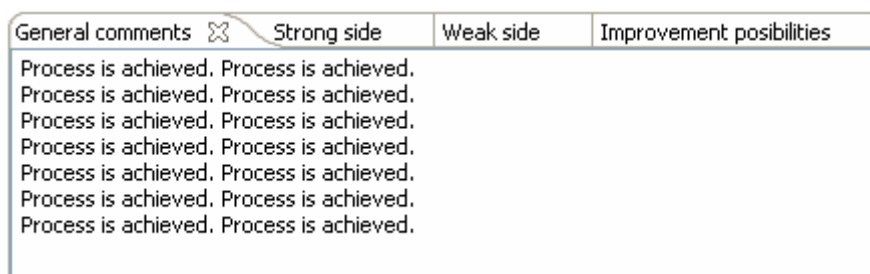 General comments Strong side Weak side Improvement posibilities
Process is achieved. Process is achieved.
Process is achieved. Process is achieved.
Process is achieved. Process is achieved.
Process is achieved. Process is achieved.
Process is achieved. Process is achieved.
Process is achieved. Process is achieved.
Process is achieved. Process is achieved.